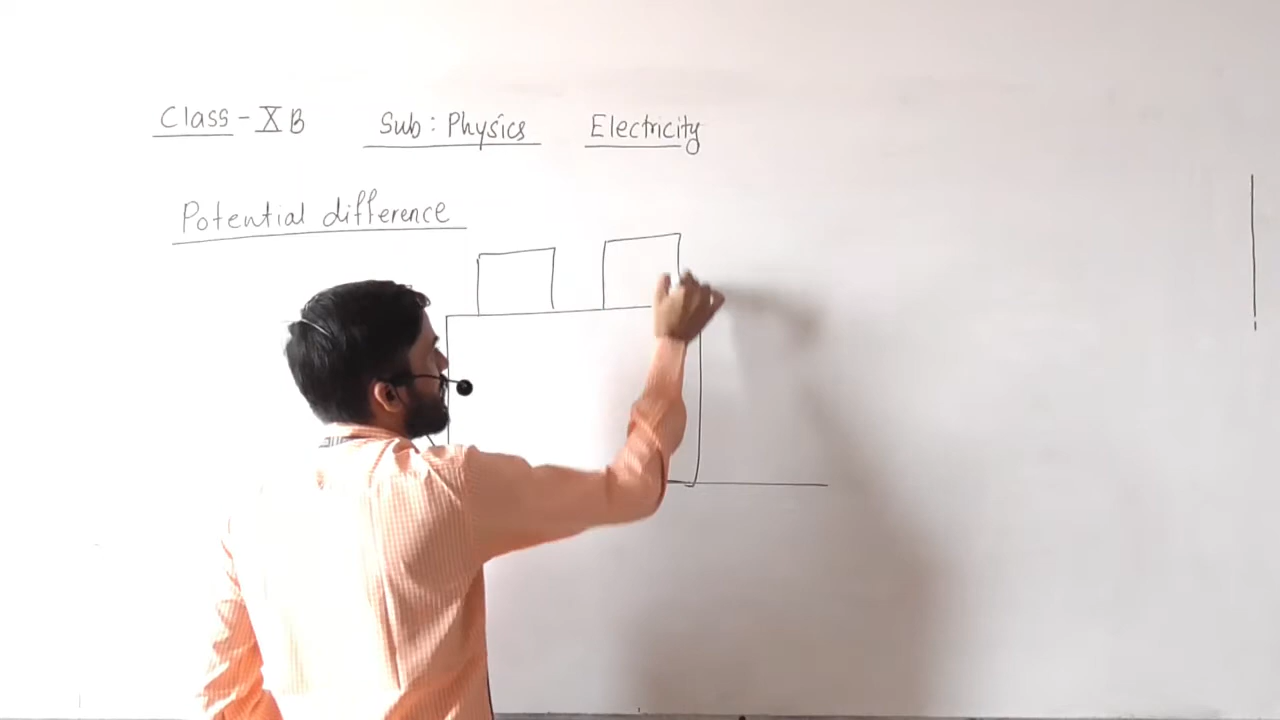 Class - X B Sub : Physics Electricity
Potential difference